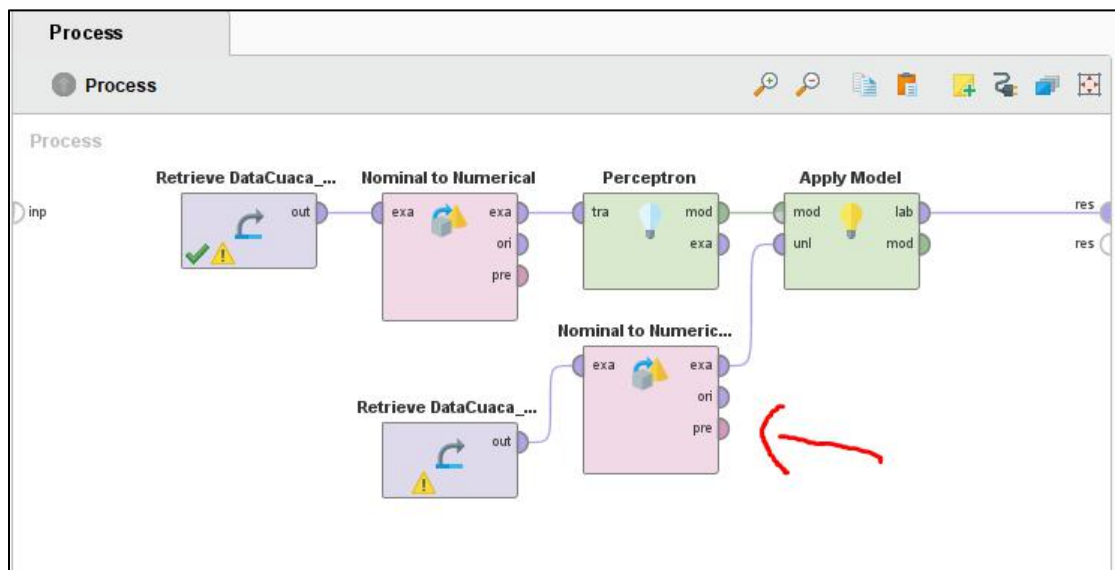 Process
Process
Process
Retrieve DataCuaca_... Nominal to Numerical Perceptron Apply Model
inp out exa exa tra mod mod lab res
ori exa unl mod res
pre
Nominal to Numeric...
exa exa
ori
Retrieve DataCuaca_...
pre
out